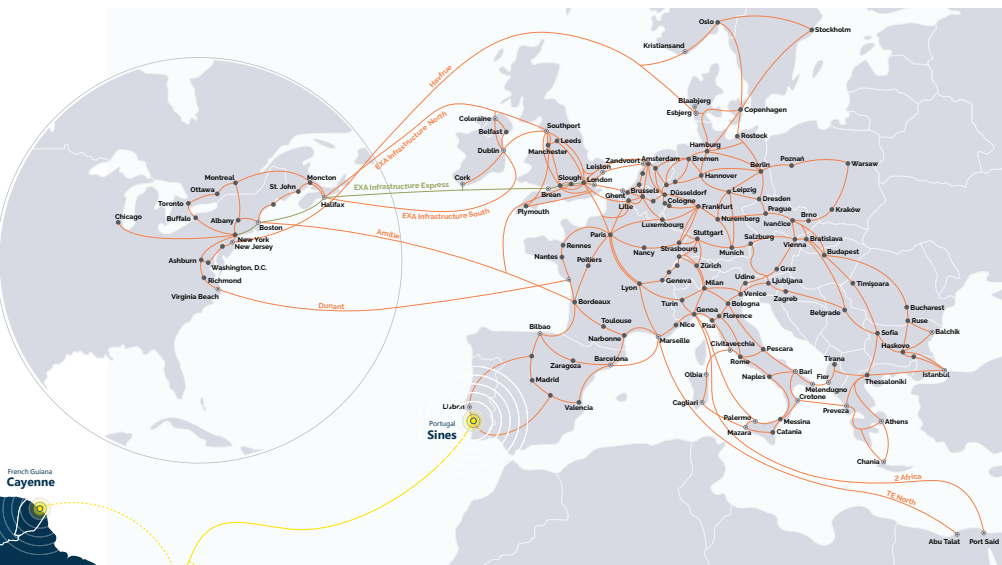 Oslo
Stockholm
Kristiansand
Havfrue
Blaabjerg
Esbjerg
Copenhagen
EXA Infrastructure North
Coleraine
Belfast
Dublin
Cork
Southport
Leeds
Manchester
Rostock
Hamburg
Bremen
Hannover
Berlin
Poznań
Warsaw
Leiston
Zandvoort
Amsterdam
Slough
London
Brean
Plymouth
Ghent
Brussels
Lille
Düsseldorf
Cologne
Leipzig
Dresden
Frankfurt
Prague
Kraków
Luxembourg
Nuremburg
Ivančice
Brno
Montreal
Moncton
Ottawa
St. John
Toronto
Halifax
Chicago
Buffalo
Albany
Boston
New York
New Jersey
Ashburn
Washington, D.C.
Richmond
Virginia Beach
EXA Infrastructure Express
EXA Infrastructure South
Amitie
Dunant
Paris
Rennes
Nantes
Poitiers
Nancy
Strasbourg
Stuttgart
Munich
Salzburg
Vienna
Bratislava
Budapest
Zürich
Geneva
Lyon
Milan
Turin
Udine
Ljubljana
Graz
Venice
Zagreb
Timișoara
Bologna
Genoa
Florence
Nice
Pisa
Belgrade
Bucharest
Ruse
Balchik
Sofia
Haskovo
Istanbul
Bordeaux
Toulouse
Narbonne
Marseille
Bilbao
Zaragoza
Barcelona
Madrid
Valencia
Lisbon
Civitavecchia
Rome
Pescara
Olbia
Naples
Bari
Tirana
Fier
Melendugno
Crotone
Thessaloniki
Cagliari
Preveza
Palermo
Messina
Mazara
Catania
Athens
Chania
2 Africa
TE North
Abu Talat
Port Said
Portugal
Sines
French Guiana
Cayenne